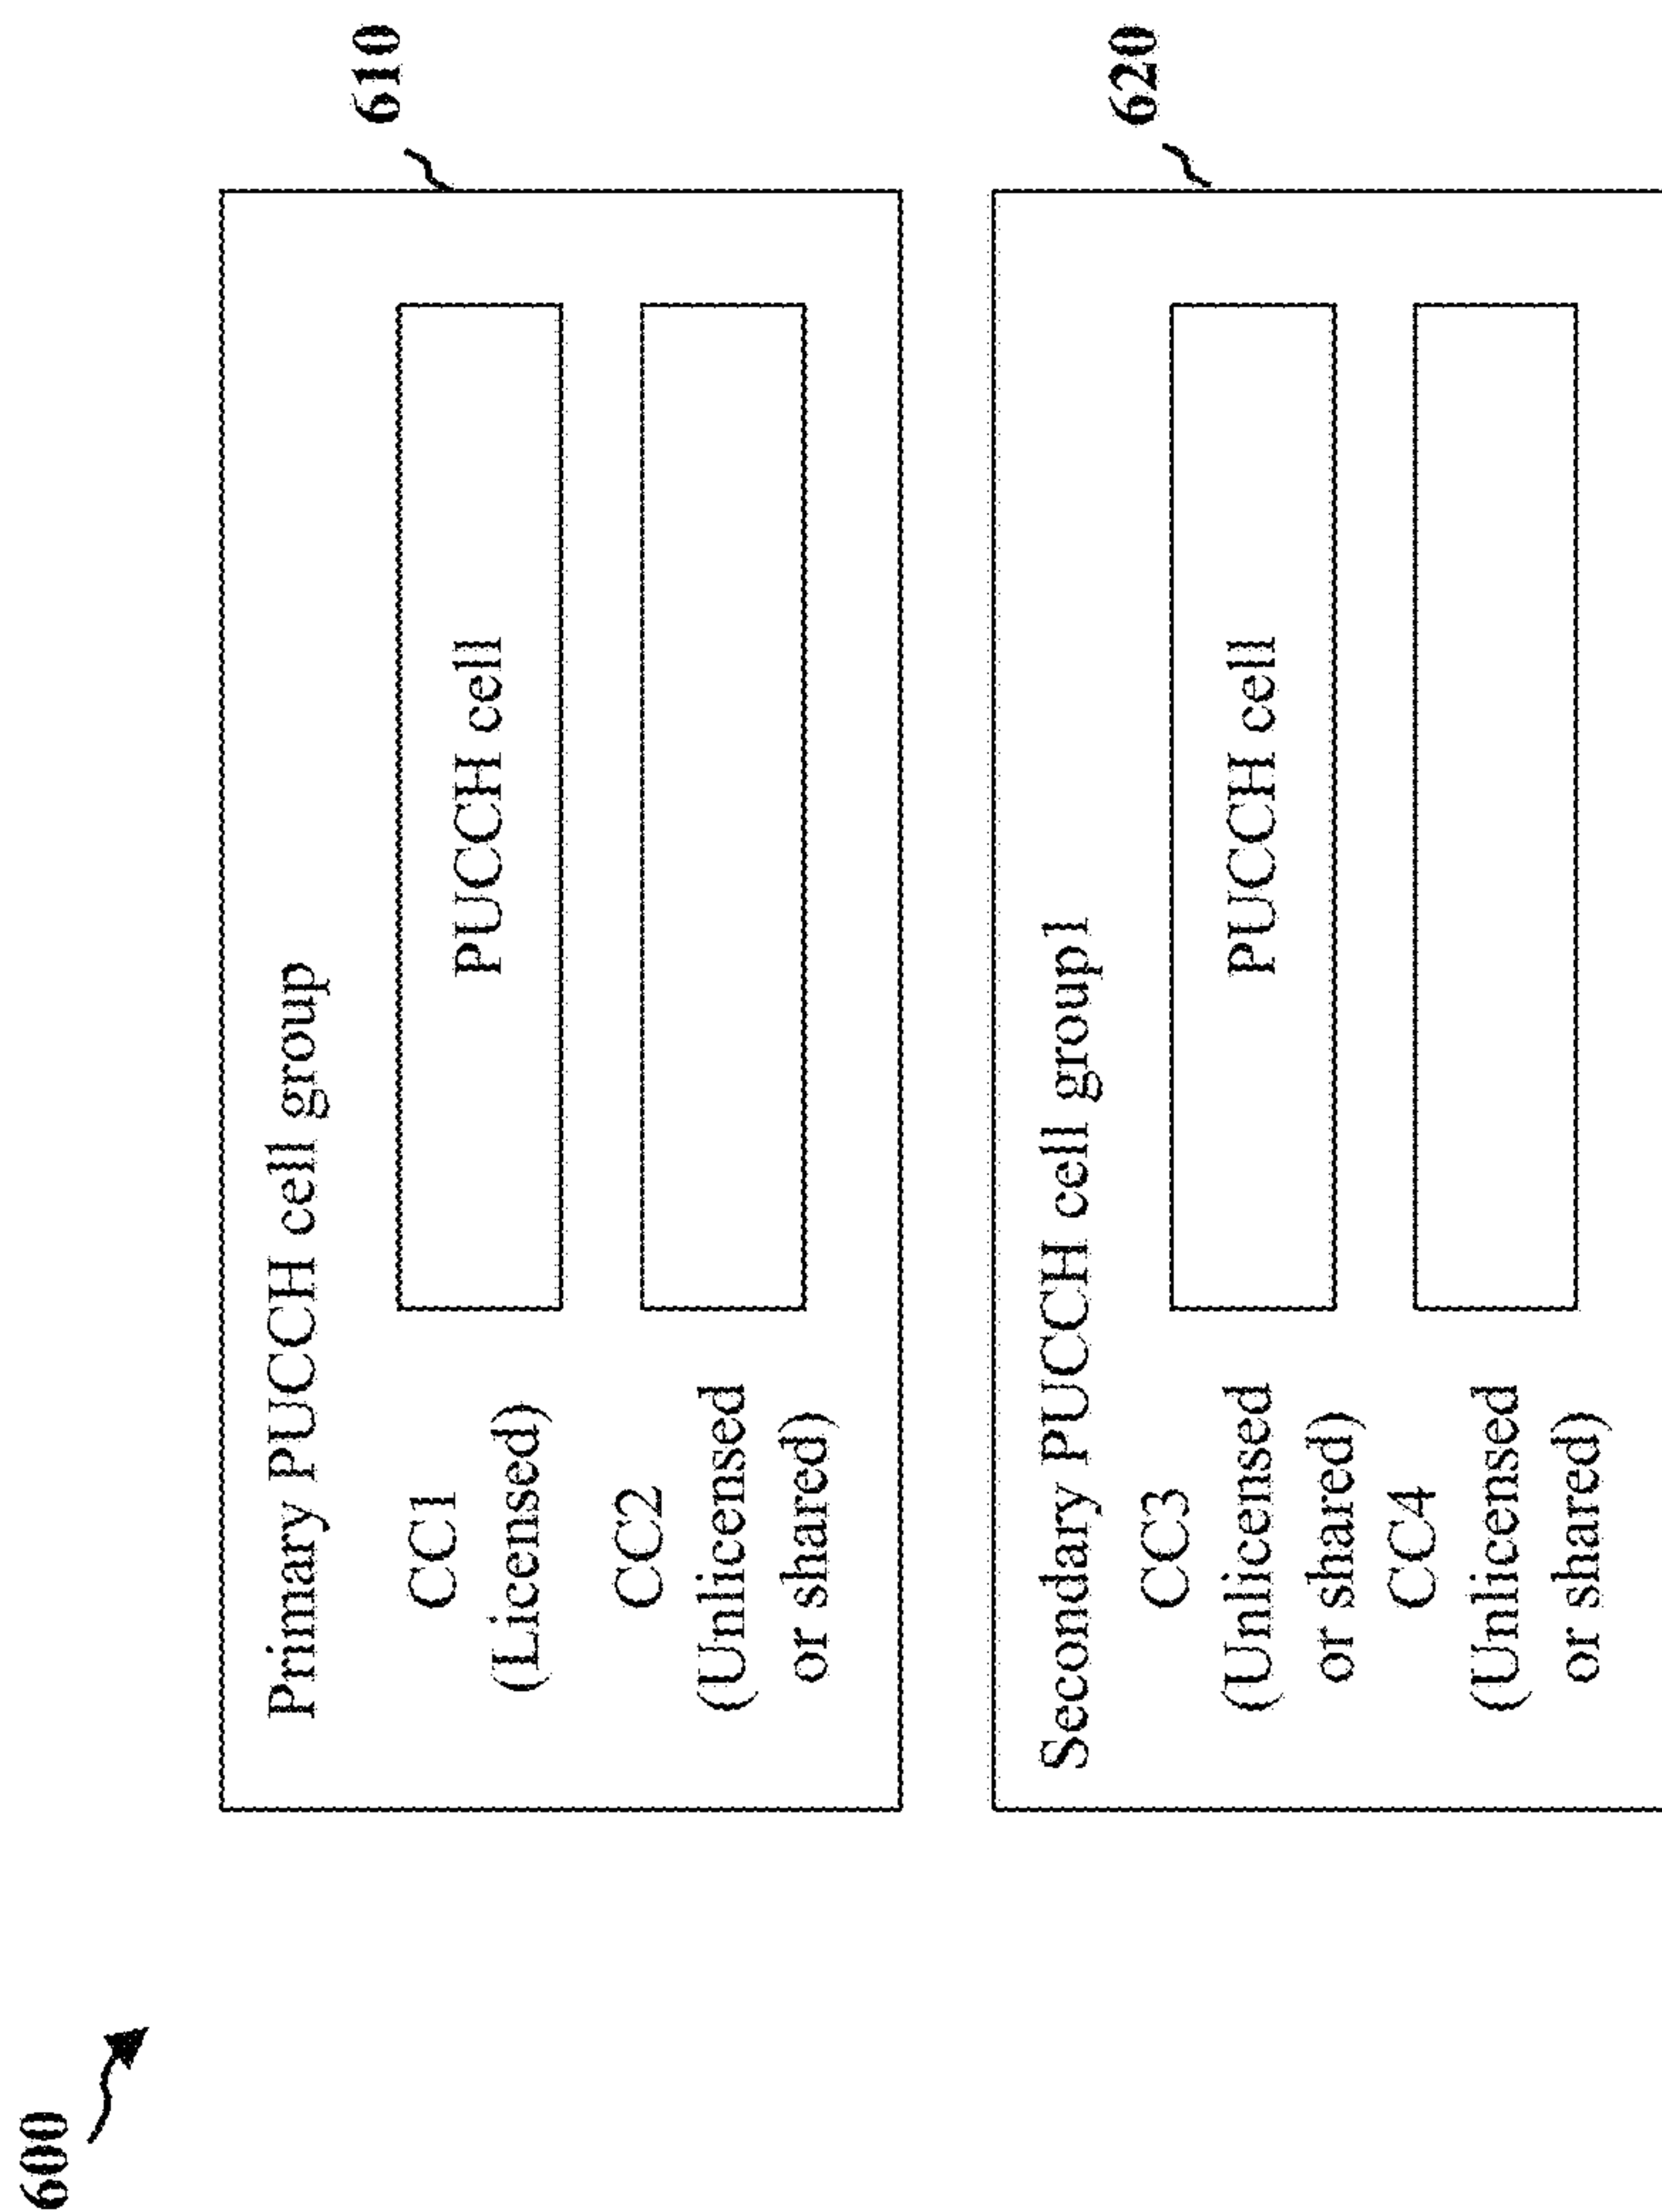 600
610
Primary PUCCH cell group
CC1
(Licensed)
PUCCH cell
CC2
(Unlicensed
or shared)
620
Secondary PUCCH cell group1
CC3
(Unlicensed
or shared)
PUCCH cell
CC4
(Unlicensed
or shared)